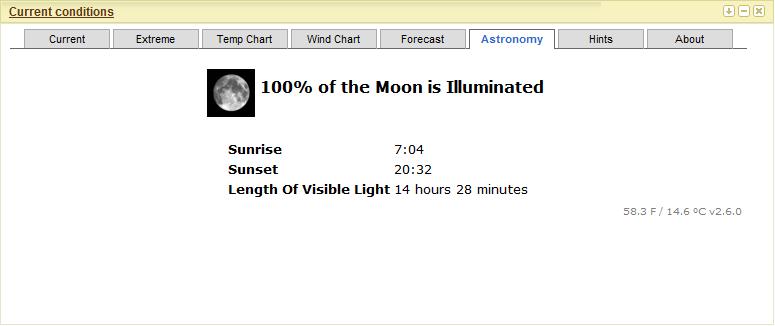 Current conditions
Current Extreme Temp Chart Wind Chart Forecast Astronomy Hints About
100% of the Moon is Illuminated
Sunrise 7:04
Sunset 20:32
Length Of Visible Light 14 hours 28 minutes
58.3 F / 14.6 ºC v2.6.0